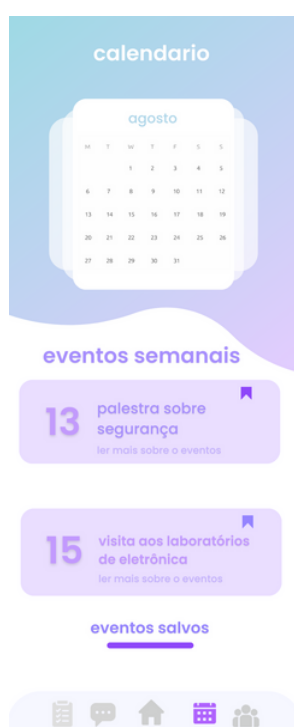 calendario
agosto
M T W T F S S
1 2 3 4 5
6 7 8 9 10 11 12
13 14 15 16 17 18 19
20 21 22 23 24 25 26
27 28 29 30 31
eventos semanais
13
palestra sobre
segurança
ler mais sobre o eventos
15
visita aos laboratórios
de eletrônica
ler mais sobre o eventos
eventos salvos